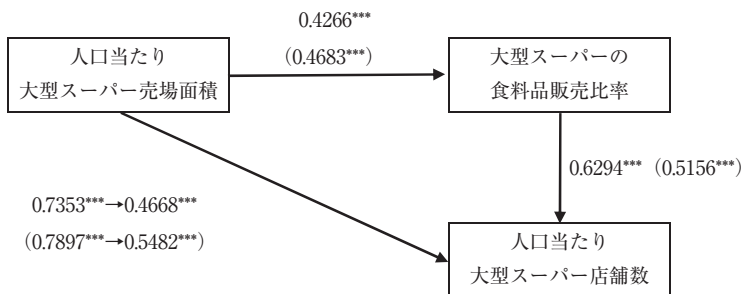 0.4266***
（0.4683***）
人口当たり
大型スーパー売場面積
大型スーパーの
食料品販売比率
0.6294***（0.5156***）
0.7353***→0.4668***
（0.7897***→0.5482***）
人口当たり
大型スーパー店舗数